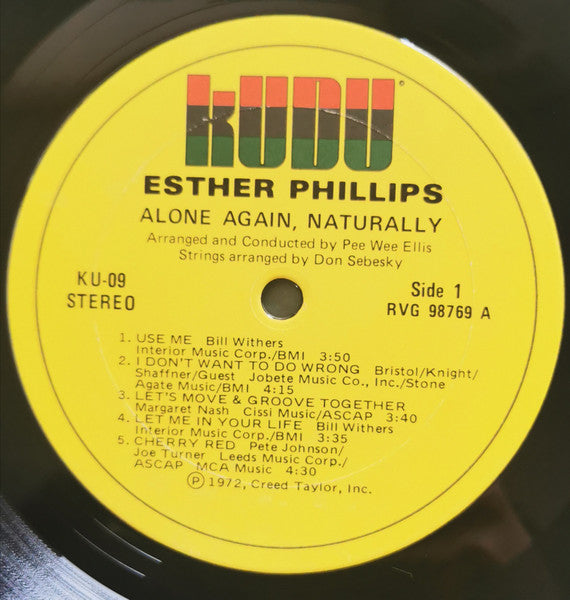 KUDU®
ESTHER PHILLIPS
ALONE AGAIN, NATURALLY
Arranged and Conducted by Pee Wee Ellis
Strings arranged by Don Sebesky
KU-09
STEREO
Side 1
RVG 98769 A
1. USE ME Bill Withers
Interior Music Corp./BMI 3:50
2. I DON'T WANT TO DO WRONG Bristol/Knight/
Shaffner/Guest Jobete Music Co., Inc./Stone
Agate Music/BMI 4:15
3. LET'S MOVE & GROOVE TOGETHER
Margaret Nash Cissi Music/ASCAP 3:40
4. LET ME IN YOUR LIFE Bill Withers
Interior Music Corp./BMI 3:35
5. CHERRY RED Pete Johnson/
Joe Turner Leeds Music Corp./
ASCAP MCA Music 4:30
Ⓟ 1972, Creed Taylor, Inc.